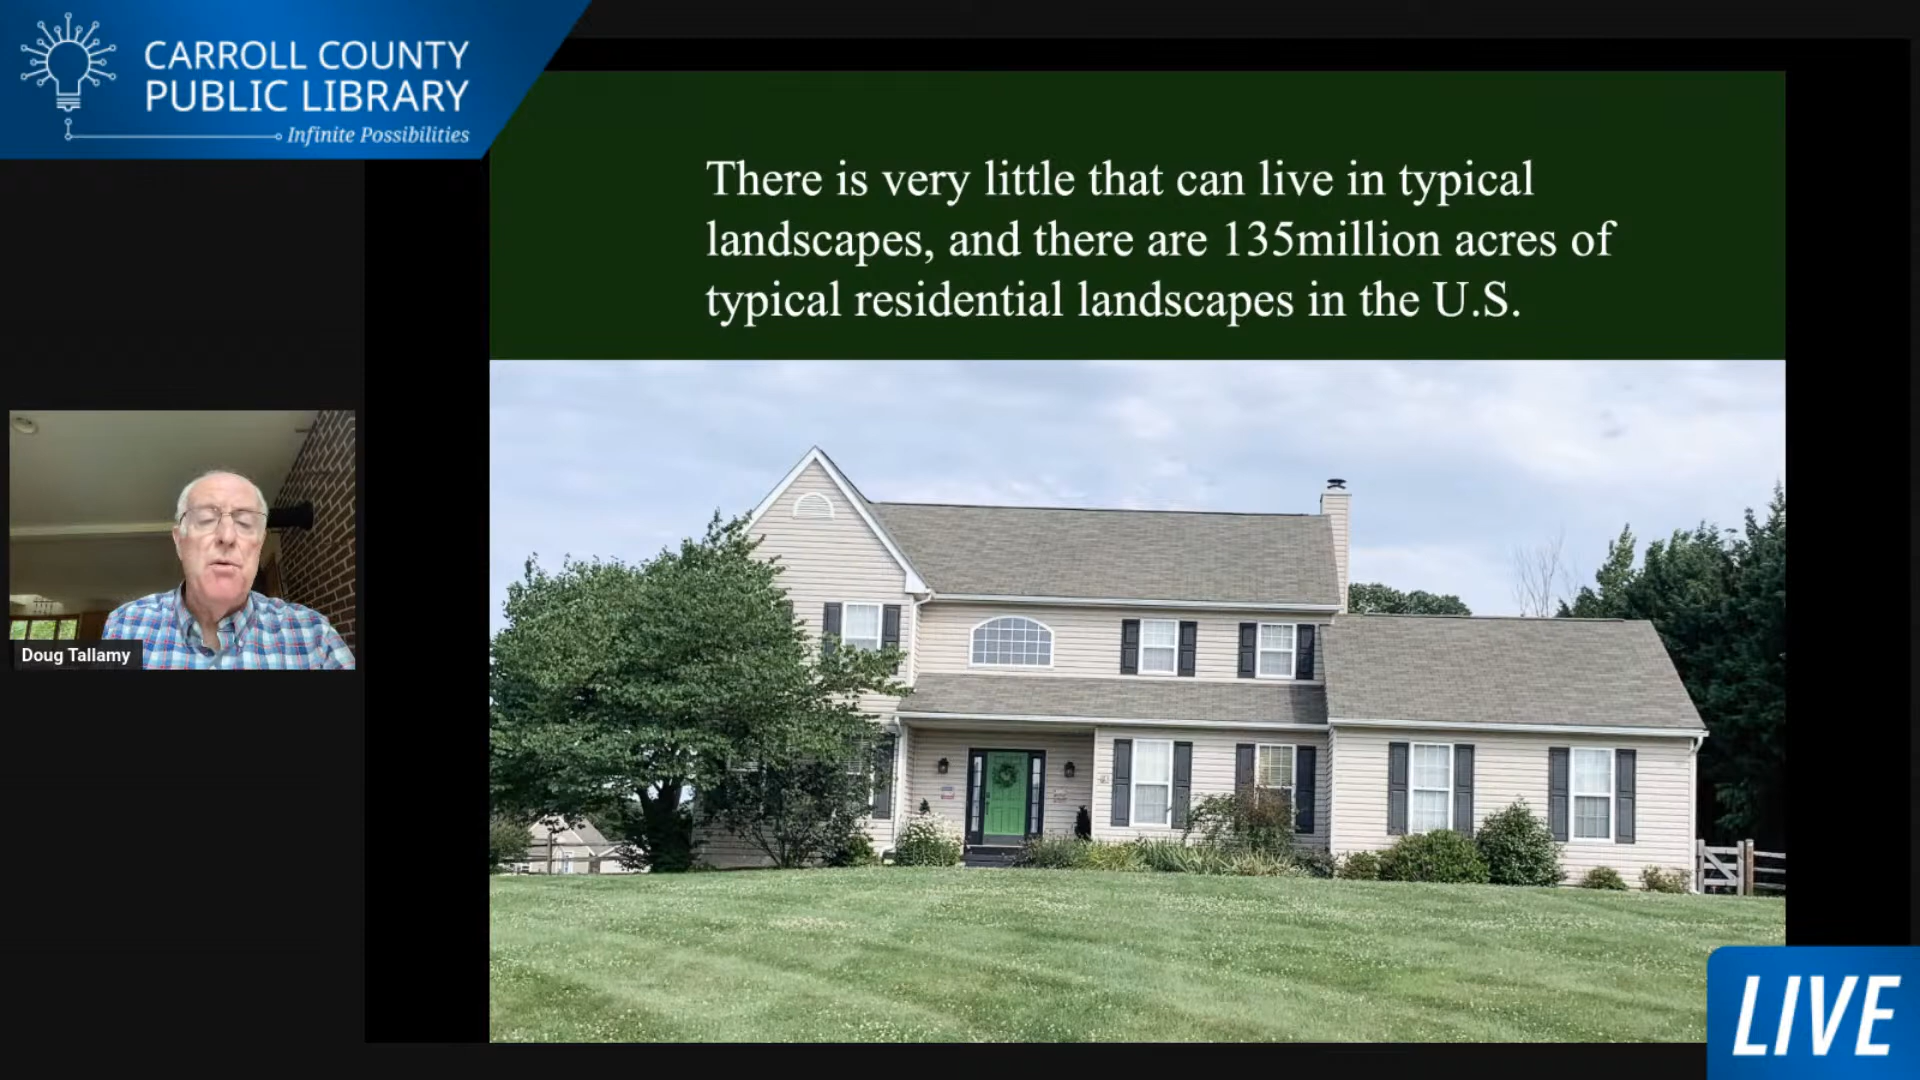 CARROLL COUNTY
PUBLIC LIBRARY
Infinite Possibilities
There is very little that can live in typical
landscapes, and there are 135million acres of
typical residential landscapes in the U.S.
Doug Tallamy
LIVE